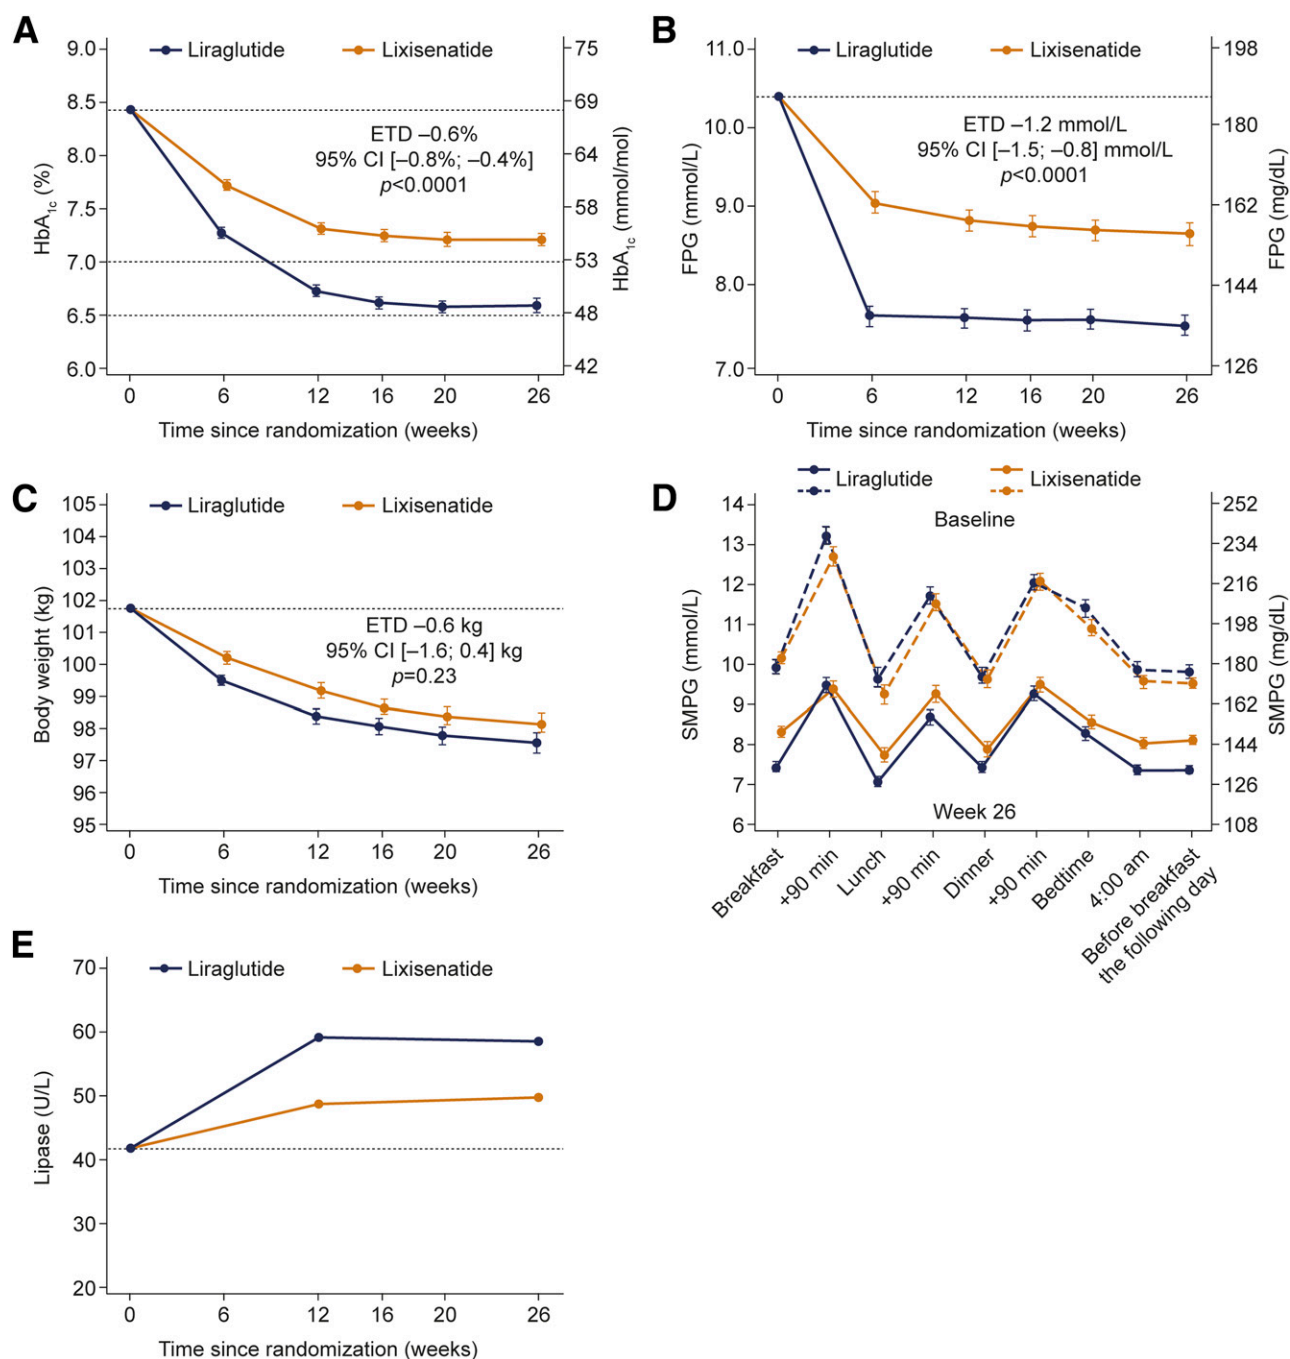 A
Liraglutide
Lixisenatide
9.0
8.5
8.0
7.5
7.0
6.5
6.0
HbA1c (%)
75
69
64
58
53
48
42
HbA1c (mmol/mol)
ETD –0.6%
95% CI [–0.8%; –0.4%]
p<0.0001
0 6 12 16 20 26
Time since randomization (weeks)
B
Liraglutide
Lixisenatide
11.0
10.0
9.0
8.0
7.0
FPG (mmol/L)
198
180
162
144
126
FPG (mg/dL)
ETD –1.2 mmol/L
95% CI [–1.5; –0.8] mmol/L
p<0.0001
0 6 12 16 20 26
Time since randomization (weeks)
C
Liraglutide
Lixisenatide
105
104
103
102
101
100
99
98
97
96
95
Body weight (kg)
ETD –0.6 kg
95% CI [–1.6; 0.4] kg
p=0.23
0 6 12 16 20 26
Time since randomization (weeks)
D
Liraglutide
Lixisenatide
Baseline
14
13
12
11
10
9
8
7
6
SMPG (mmol/L)
252
234
216
198
180
162
144
126
108
SMPG (mg/dL)
Week 26
Breakfast
+90 min
Lunch
+90 min
Dinner
+90 min
Bedtime
4:00 am
Before breakfast
the following day
E
Liraglutide
Lixisenatide
70
60
50
40
30
20
Lipase (U/L)
0 6 12 16 20 26
Time since randomization (weeks)